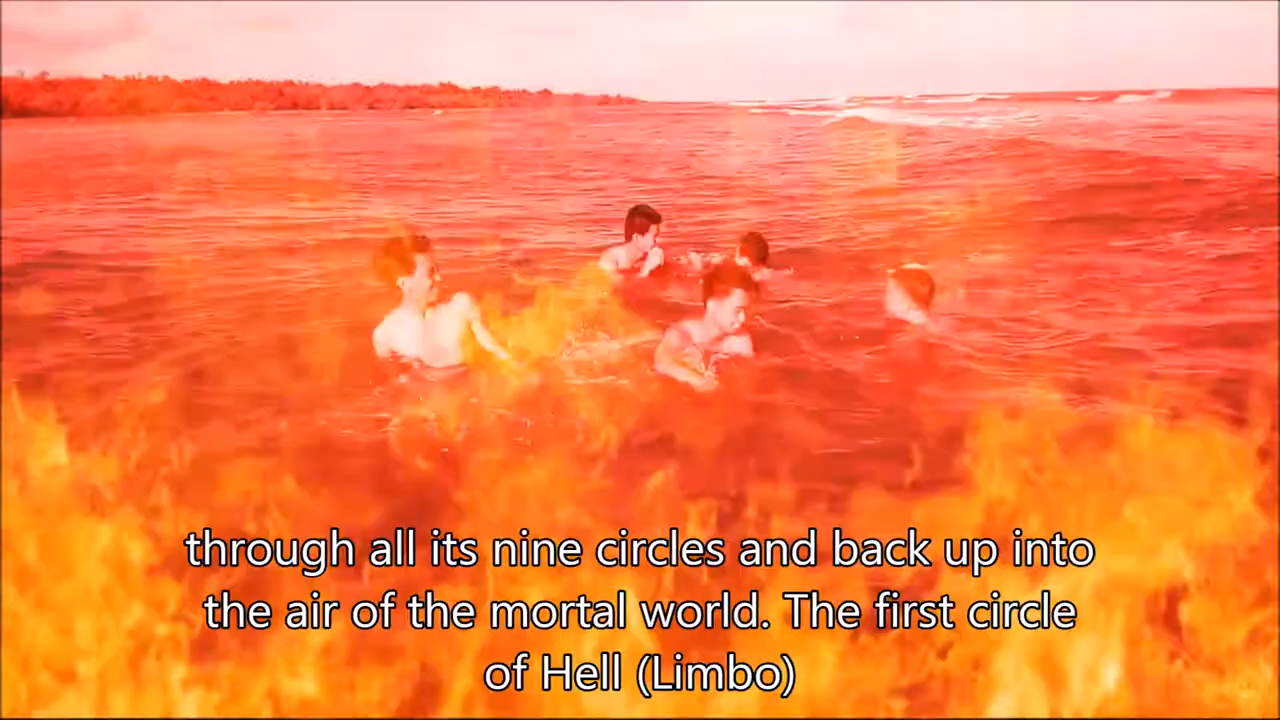 through all its nine circles and back up into
the air of the mortal world. The first circle
of Hell (Limbo)